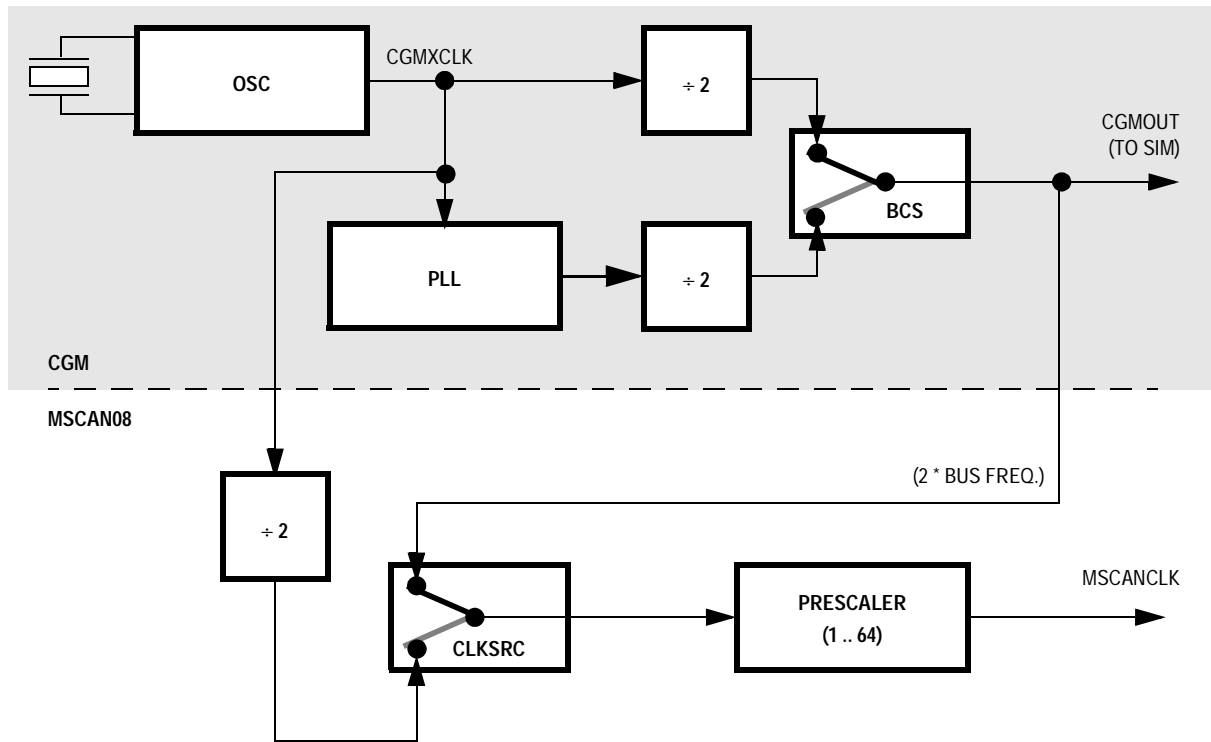 CGMXCLK
OSC
÷ 2
CGMOUT
(TO SIM)
BCS
PLL
÷ 2
CGM
MSCAN08
(2 * BUS FREQ.)
÷ 2
CLKSRC
PRESCALER
(1 .. 64)
MSCANCLK